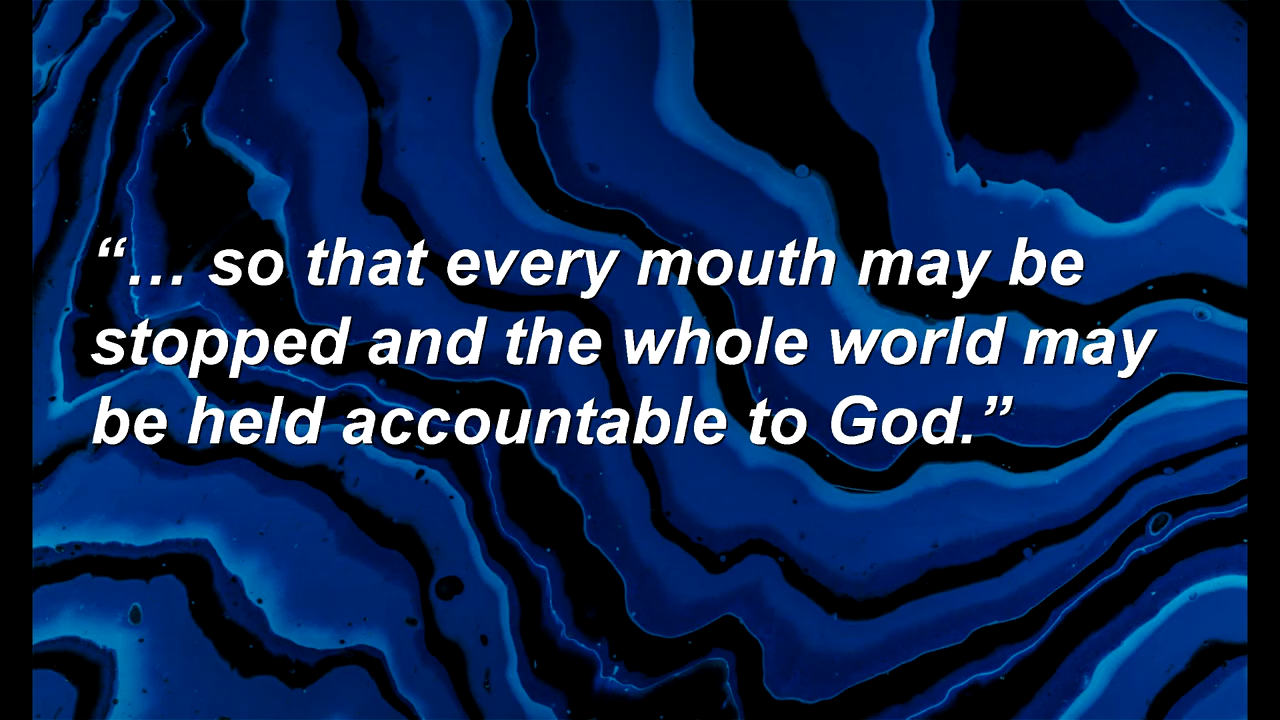 “… so that every mouth may be
stopped and the whole world may
be held accountable to God.”